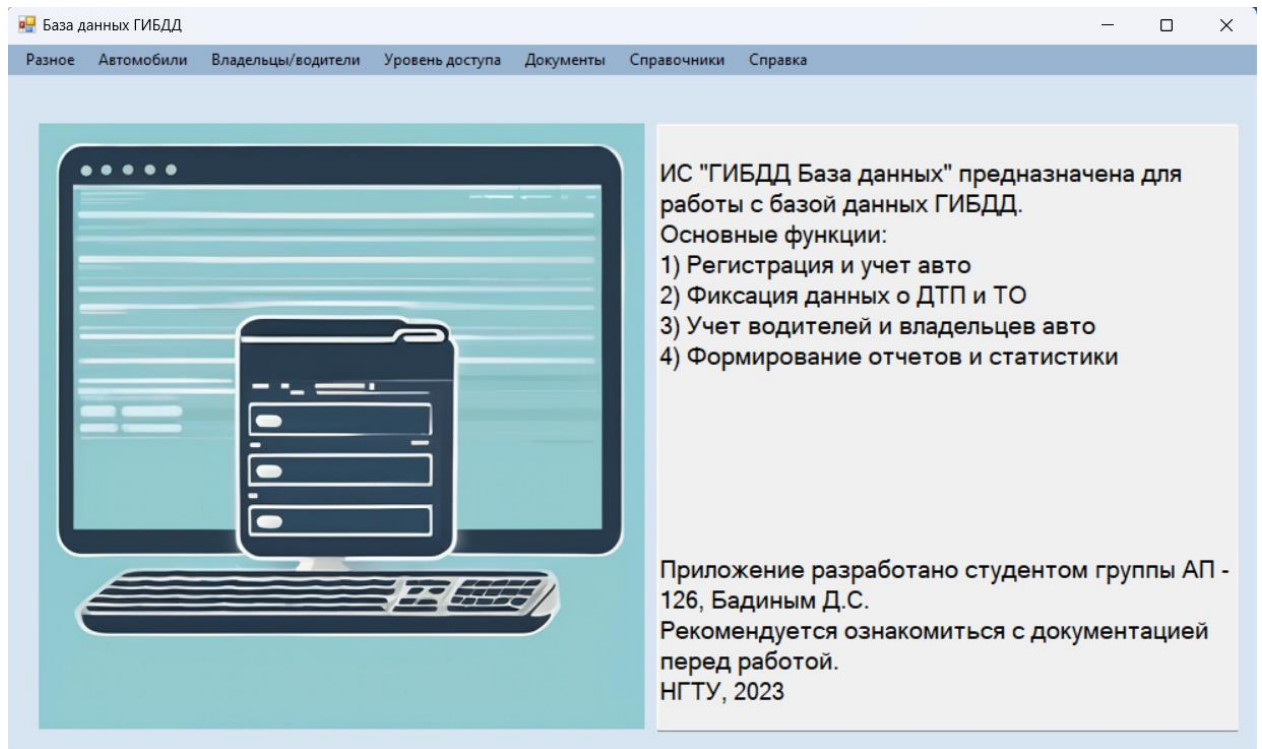 База данных ГИБДД
Разное Автомобили Владельцы/водители Уровень доступа Документы Справочники Справка
ИС "ГИБДД База данных" предназначена для
работы с базой данных ГИБДД.
Основные функции:
1) Регистрация и учет авто
2) Фиксация данных о ДТП и ТО
3) Учет водителей и владельцев авто
4) Формирование отчетов и статистики
Приложение разработано студентом группы АП -
126, Бадиным Д.С.
Рекомендуется ознакомиться с документацией
перед работой.
НГТУ, 2023